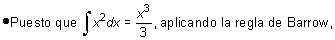 ●Puesto que ∫x²dx = x³/3, aplicando la regla de Barrow,